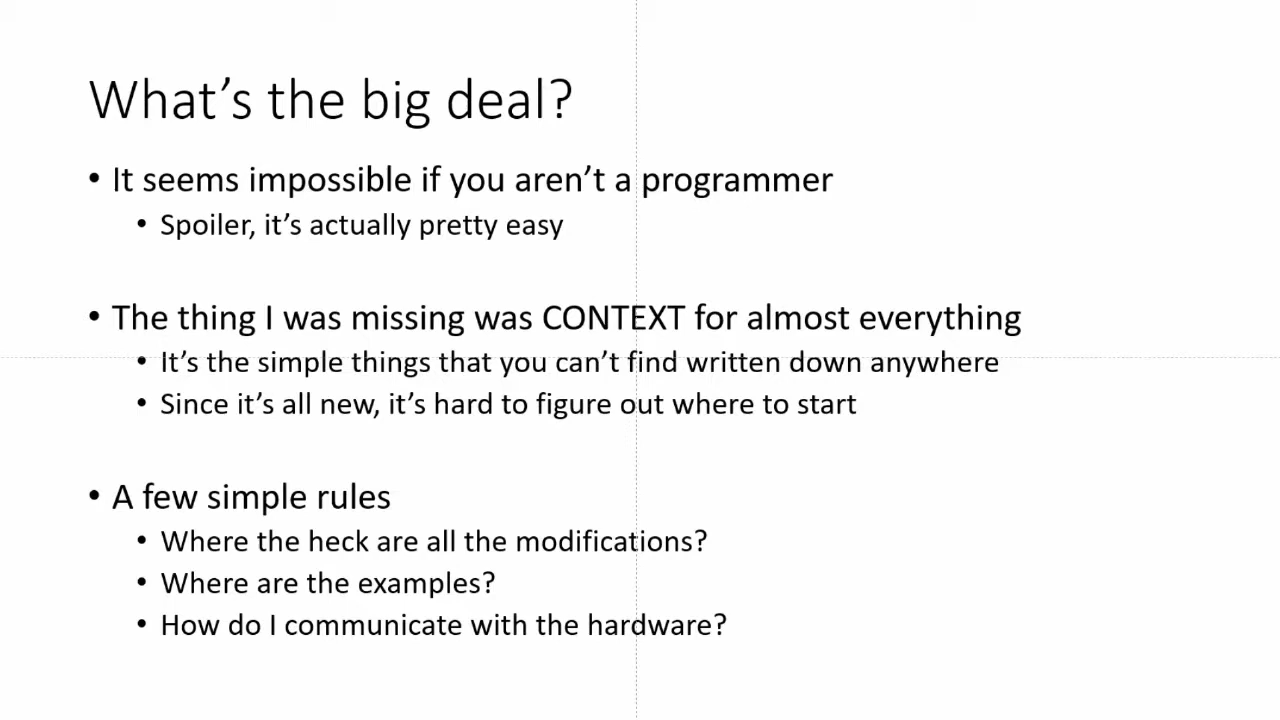 What’s the big deal?
• It seems impossible if you aren’t a programmer
• Spoiler, it’s actually pretty easy
• The thing I was missing was CONTEXT for almost everything
• It’s the simple things that you can’t find written down anywhere
• Since it’s all new, it’s hard to figure out where to start
• A few simple rules
• Where the heck are all the modifications?
• Where are the examples?
• How do I communicate with the hardware?